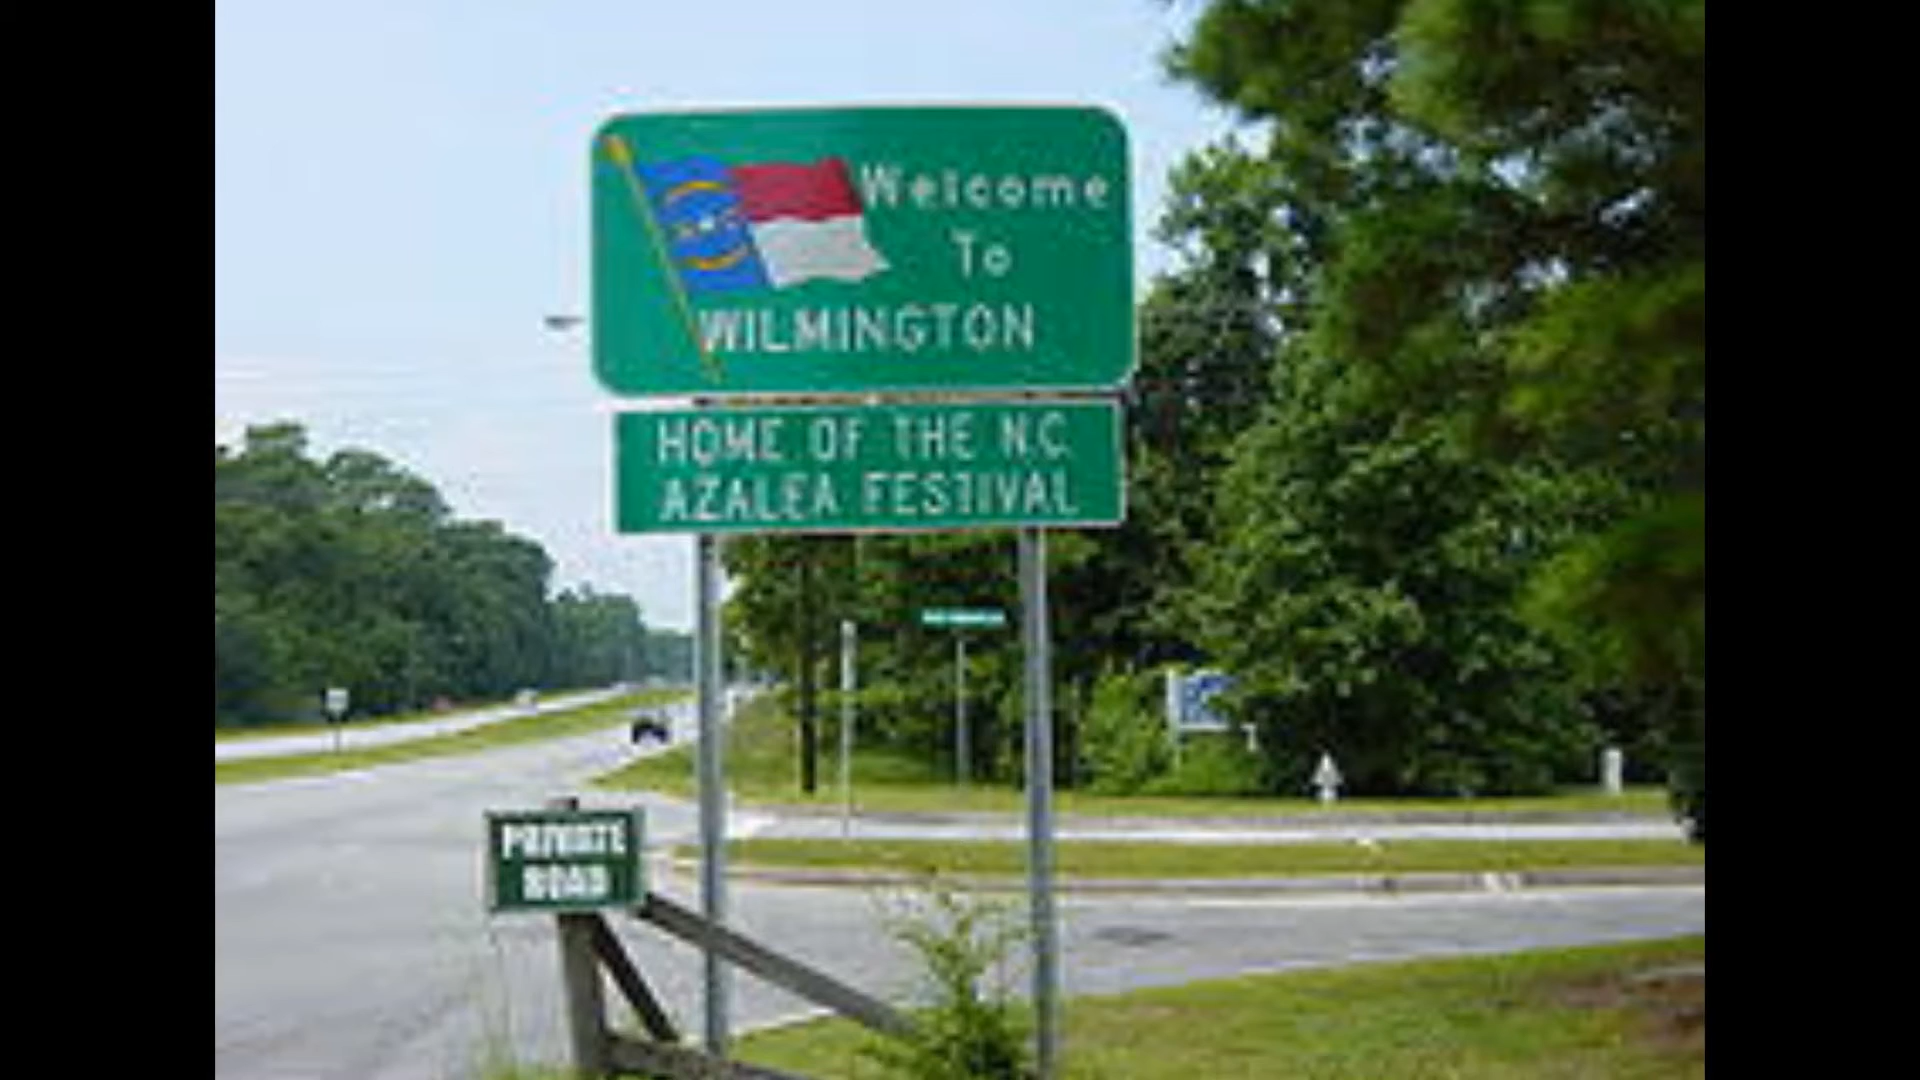 Welcome
To
WILMINGTON
HOME OF THE N.C.
AZALEA FESTIVAL
PRIVATE
ROAD